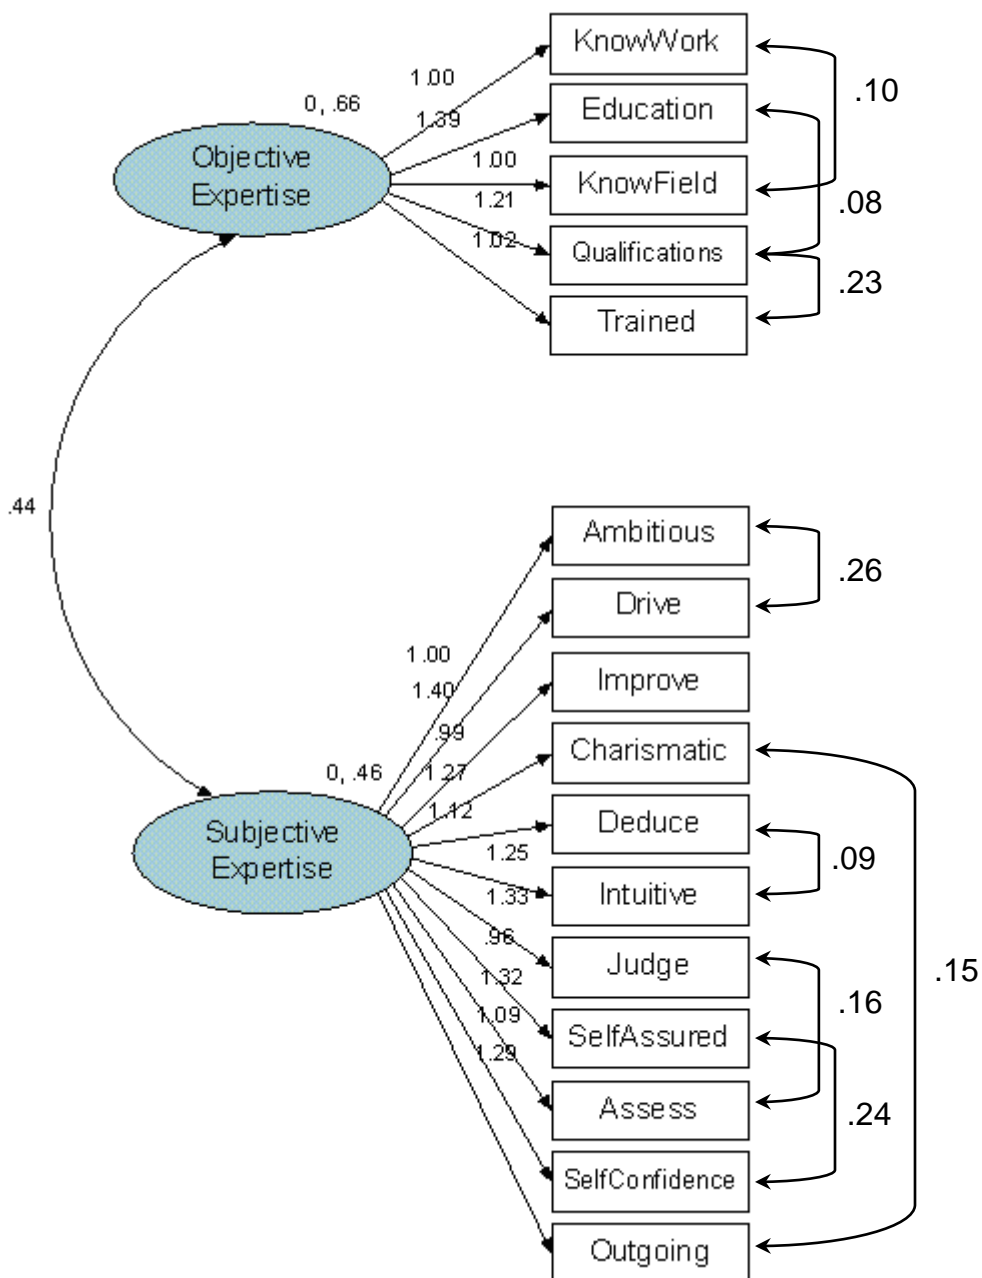 KnowWork
1.00
.10
0, .66
Education
1.39
Objective
Expertise
1.00
KnowField
1.21
.08
1.02
Qualifications
.23
Trained
.44
Ambitious
.26
Drive
1.00
Improve
1.40
.99
Charismatic
0, .46
1.27
1.12
Deduce
Subjective
Expertise
1.25
.09
1.33
Intuitive
.96
Judge
.15
1.32
.16
1.09
SelfAssured
1.29
Assess
.24
SelfConfidence
Outgoing